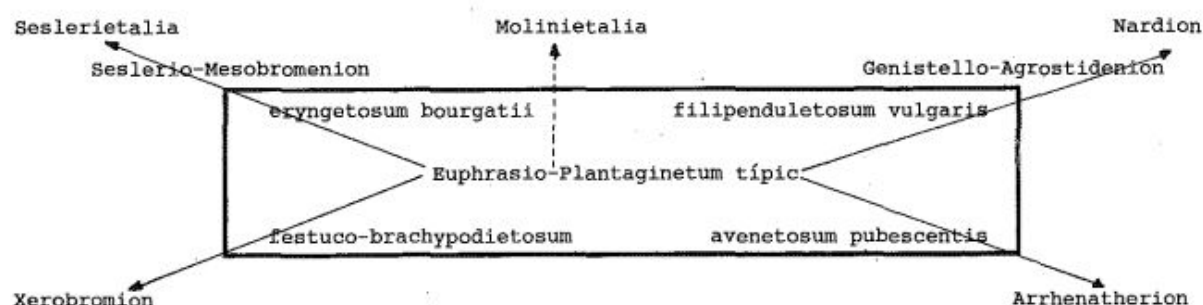 Seslerietalia Molinietalia Nardion
Seslerio-Mesobromenion Genistello-Agrostidenion
eryngetosum bourgatii filipenduletosum vulgaris
Euphrasio-Plantaginetum típic
festuco-brachypodietosum avenetosum pubescentis
Xerobromion Arrhenatherion